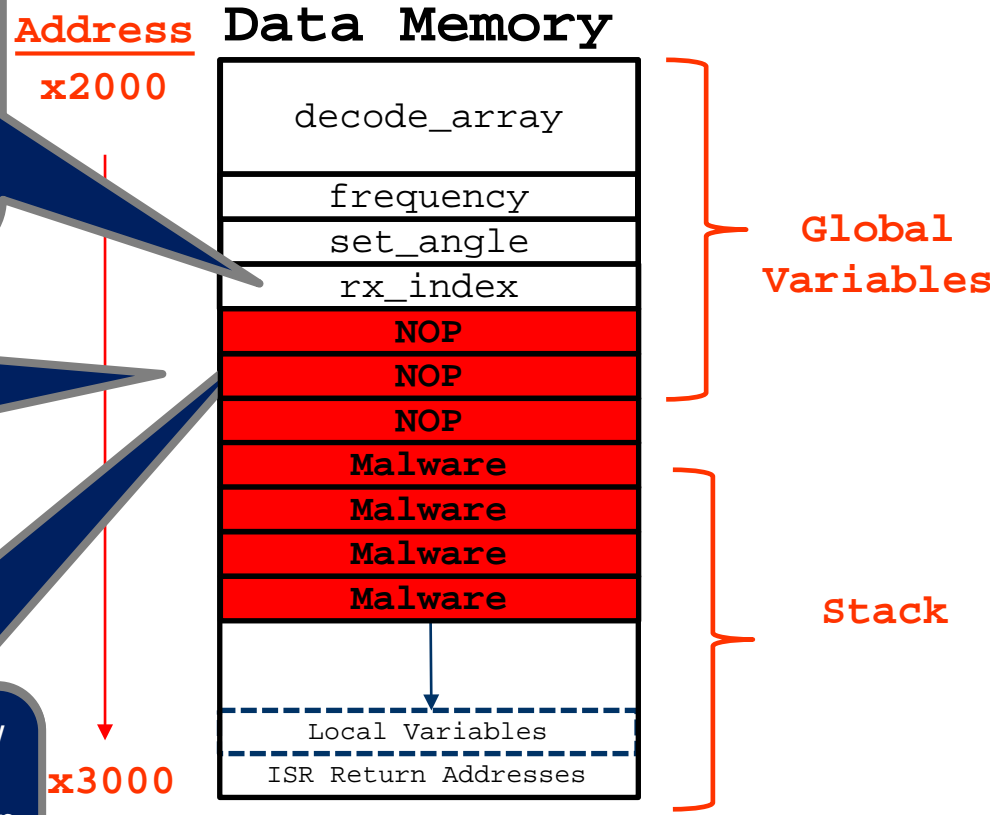 Address
Data Memory
x2000
decode_array
frequency
set_angle
rx_index
NOP
NOP
NOP
Malware
Malware
Malware
Malware
Local Variables
ISR Return Addresses
x3000
Global
Variables
Stack